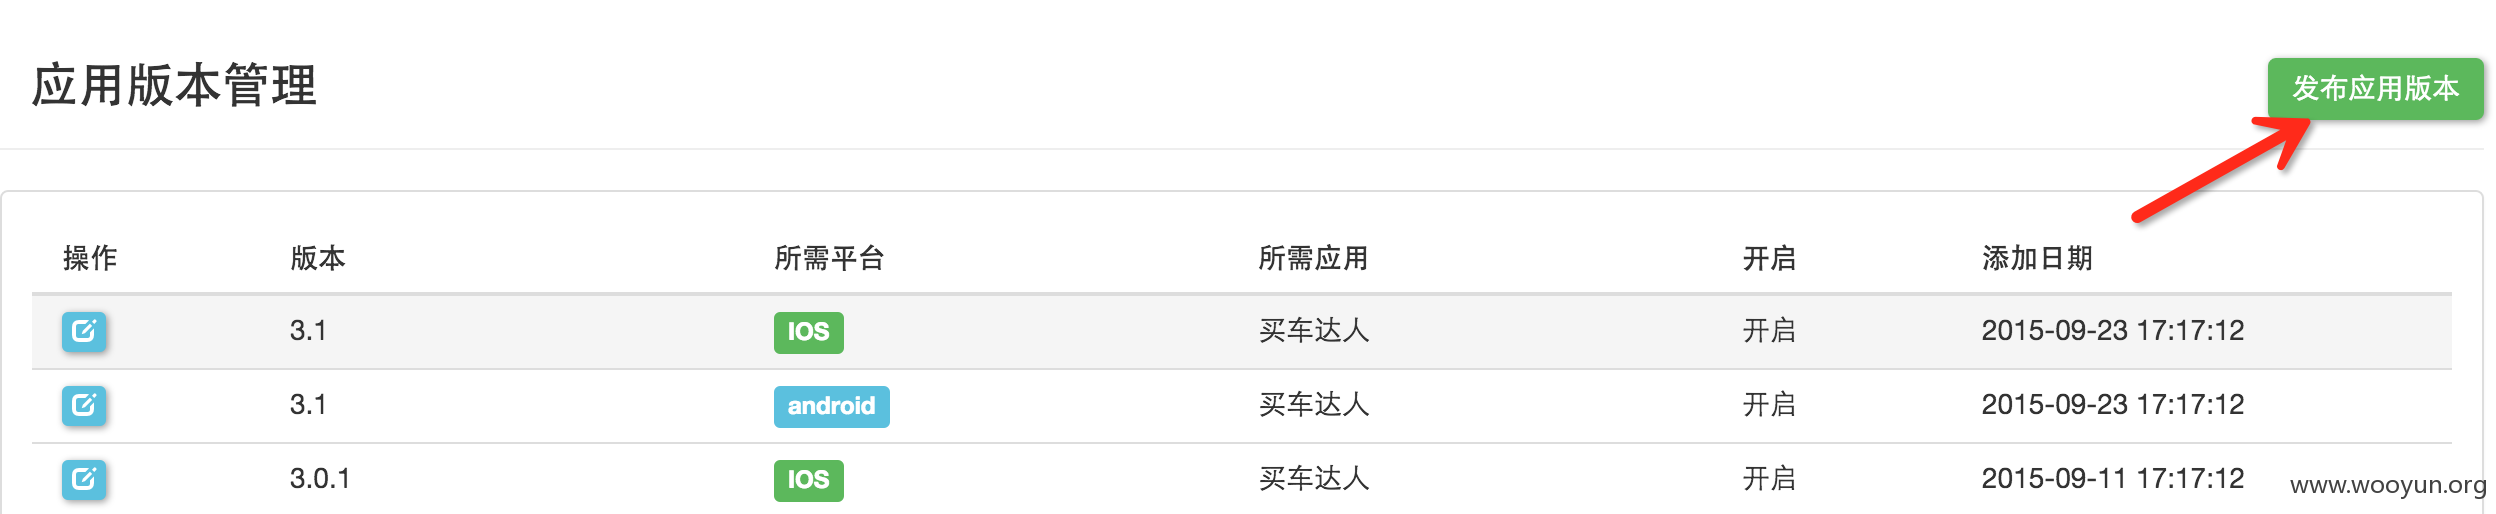 应用版本管理
发布应用版本
操作 版本 所需平台 所需应用 开启 添加日期
3.1 IOS 买车达人 开启 2015-09-23 17:17:12
3.1 android 买车达人 开启 2015-09-23 17:17:12
3.0.1 IOS 买车达人 开启 2015-09-11 17:17:12
www.wooyun.org